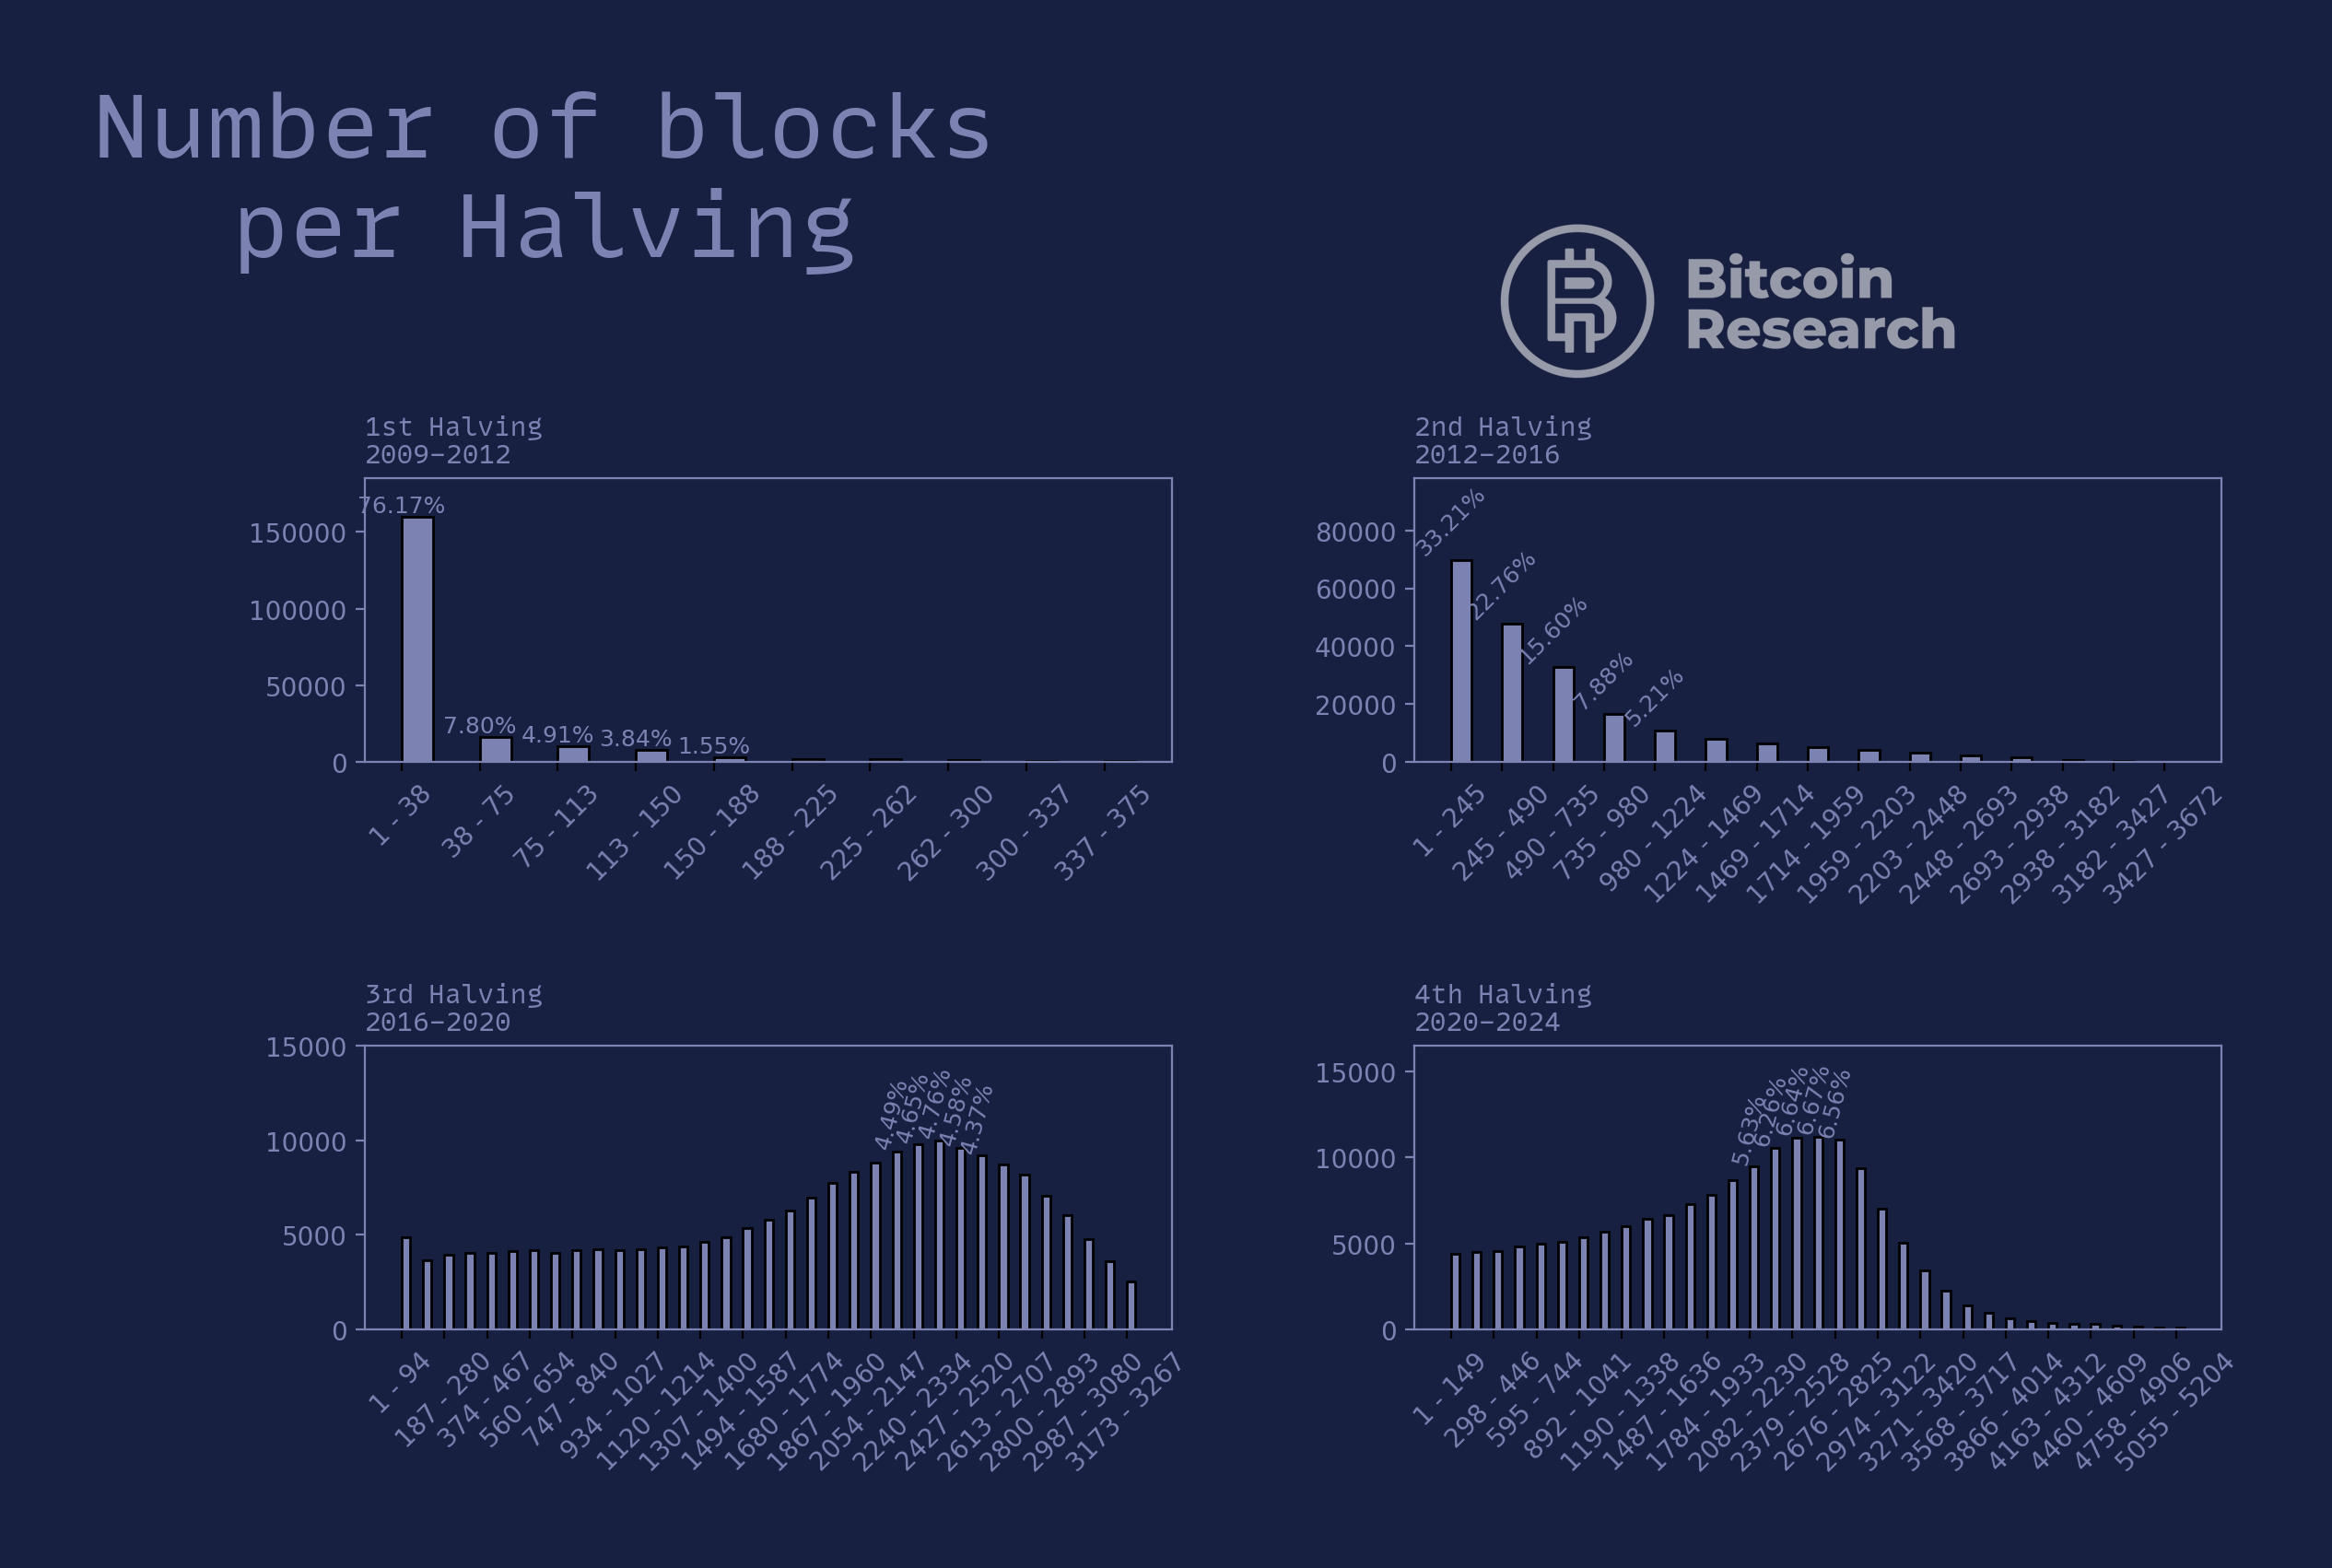 Number of blocks
per Halving
Bitcoin
Research
1st Halving
2009-2012
150000
100000
50000
0
76.17%
7.80%
4.91%
3.84%
1.55%
1 - 38
38 - 75
75 - 113
113 - 150
150 - 188
188 - 225
225 - 262
262 - 300
300 - 337
337 - 375
2nd Halving
2012-2016
80000
60000
40000
20000
0
33.21%
22.76%
15.60%
7.88%
5.21%
1 - 245
245 - 490
490 - 735
735 - 980
980 - 1224
1224 - 1469
1469 - 1714
1714 - 1959
1959 - 2203
2203 - 2448
2448 - 2693
2693 - 2938
2938 - 3182
3182 - 3427
3427 - 3672
3rd Halving
2016-2020
15000
10000
5000
0
4.49%
4.65%
4.76%
4.58%
4.37%
1 - 94
187 - 280
374 - 467
560 - 654
747 - 840
934 - 1027
1120 - 1214
1307 - 1400
1494 - 1587
1680 - 1774
1867 - 1960
2054 - 2147
2240 - 2334
2427 - 2520
2613 - 2707
2800 - 2893
2987 - 3080
3173 - 3267
4th Halving
2020-2024
15000
10000
5000
0
5.63%
6.26%
6.64%
6.67%
6.56%
1 - 149
298 - 446
595 - 744
892 - 1041
1190 - 1338
1487 - 1636
1784 - 1933
2082 - 2230
2379 - 2528
2676 - 2825
2974 - 3122
3271 - 3420
3568 - 3717
3866 - 4014
4163 - 4312
4460 - 4609
4758 - 4906
5055 - 5204